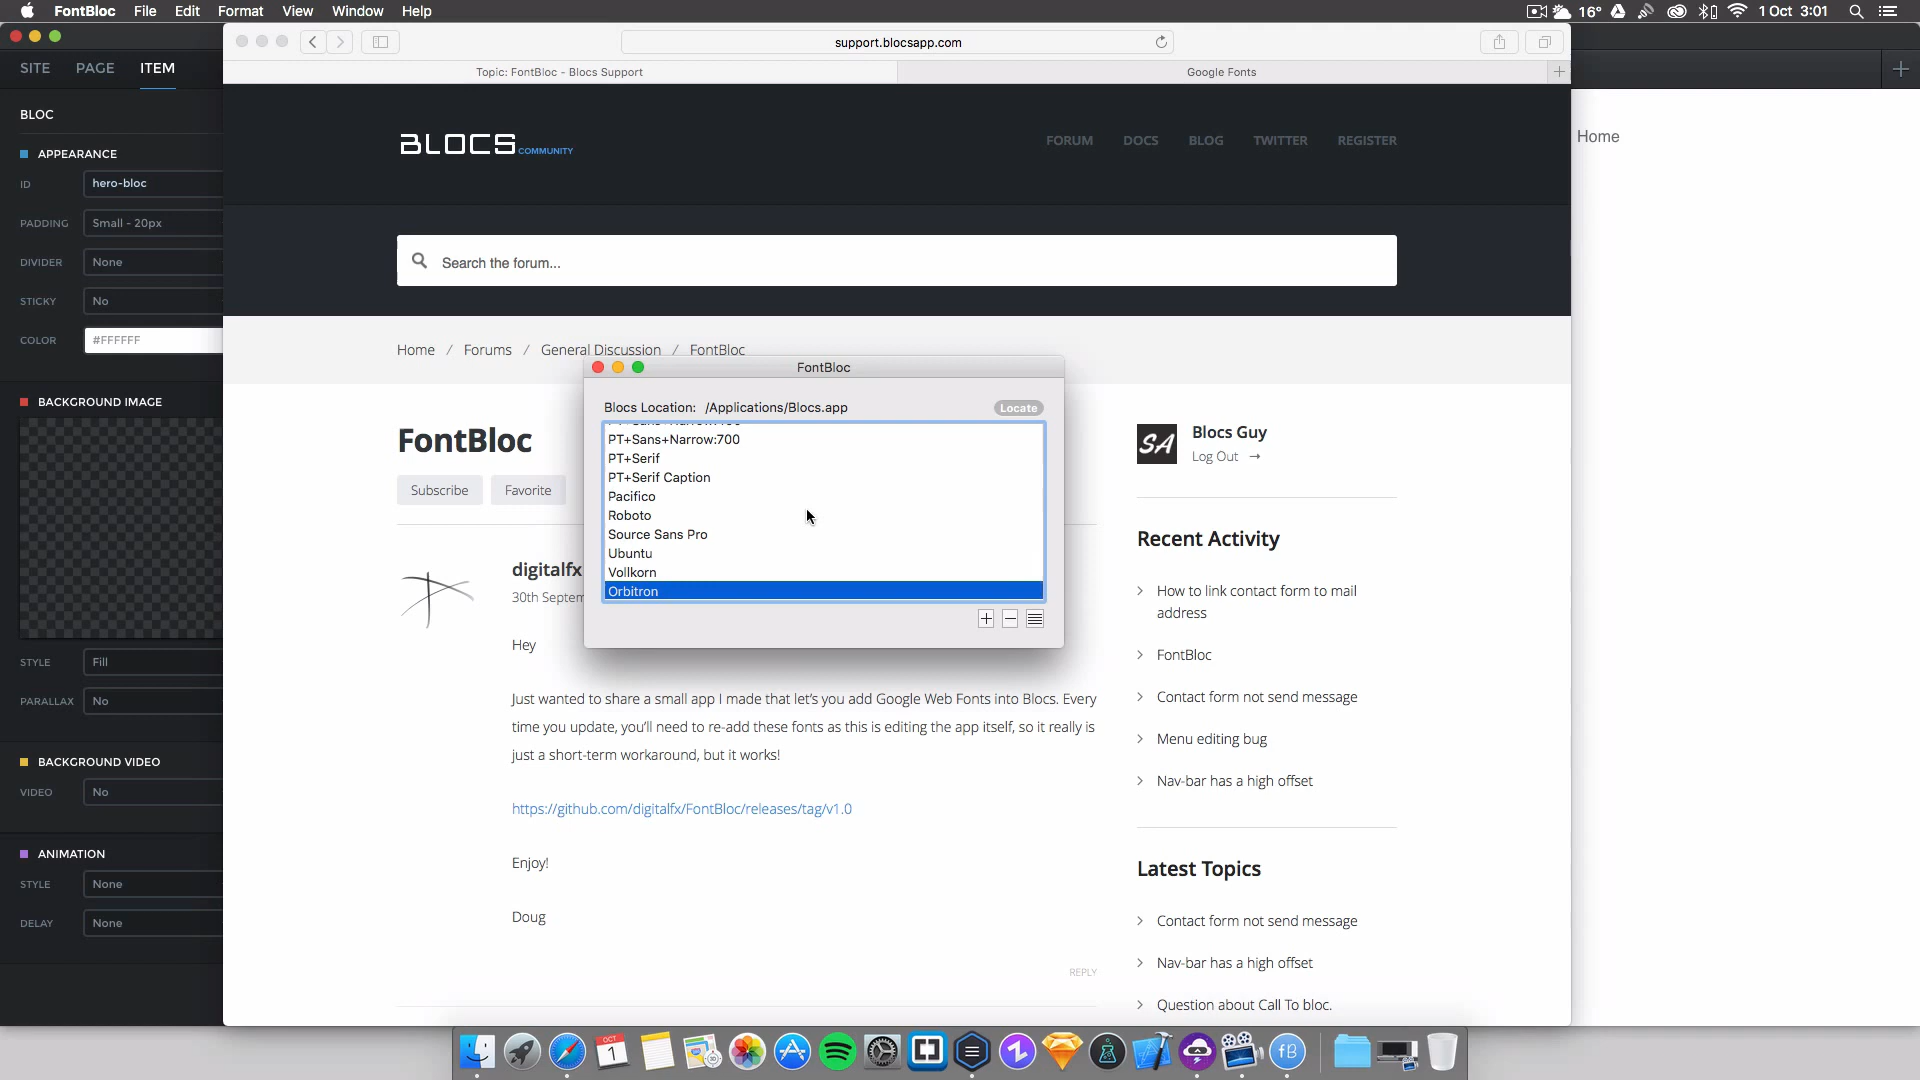 FontBloc File Edit Format View Window Help
16° 1 Oct 3:01
support.blocsapp.com
Topic: FontBloc - Blocs Support
Google Fonts
SITE PAGE ITEM
BLOC
APPEARANCE
ID hero-bloc
PADDING Small - 20px
DIVIDER None
STICKY No
COLOR #FFFFFF
BACKGROUND IMAGE
STYLE Fill
PARALLAX No
BACKGROUND VIDEO
VIDEO No
ANIMATION
STYLE None
DELAY None
BLOCS COMMUNITY
FORUM DOCS BLOG TWITTER REGISTER
Home
Search the forum...
Home / Forums / General Discussion / FontBloc
FontBloc
Subscribe Favorite
FontBloc
Blocs Location: /Applications/Blocs.app Locate
PT+Sans+Narrow:700
PT+Serif
PT+Serif Caption
Pacifico
Roboto
Source Sans Pro
Ubuntu
Vollkorn
Orbitron
digitalfx
30th Septem
Hey
Just wanted to share a small app I made that let's you add Google Web Fonts into Blocs. Every
time you update, you'll need to re-add these fonts as this is editing the app itself, so it really is
just a short-term workaround, but it works!
https://github.com/digitalfx/FontBloc/releases/tag/v1.0
Enjoy!
Doug
REPLY
SA
Blocs Guy
Log Out →
Recent Activity
How to link contact form to mail
address
FontBloc
Contact form not send message
Menu editing bug
Nav-bar has a high offset
Latest Topics
Contact form not send message
Nav-bar has a high offset
Question about Call To bloc.
OCT
1
fB